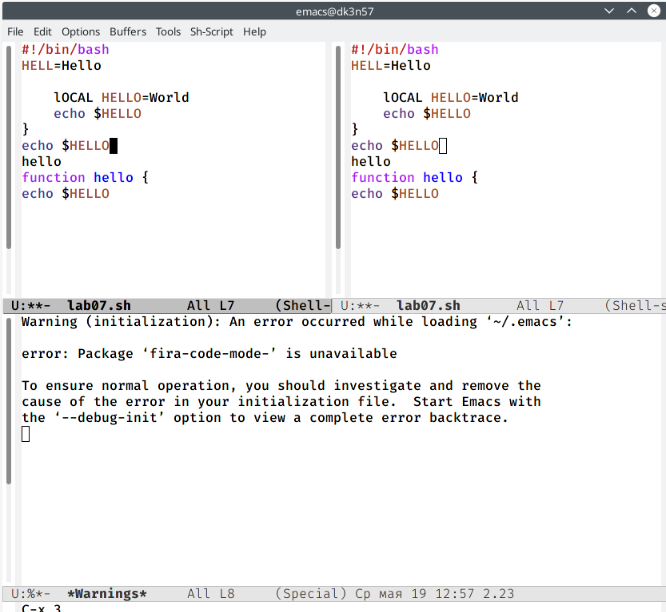 emacs@dk3n57
File Edit Options Buffers Tools Sh-Script Help
#!/bin/bash
HELL=Hello
lOCAL HELLO=World
echo $HELLO
}
echo $HELLO
hello
function hello {
echo $HELLO
U:**- lab07.sh All L7 (Shell-
#!/bin/bash
HELL=Hello
lOCAL HELLO=World
echo $HELLO
}
echo $HELLO
hello
function hello {
echo $HELLO
U:**- lab07.sh All L7 (Shell-s
Warning (initialization): An error occurred while loading ‘~/.emacs’:
error: Package ‘fira-code-mode-’ is unavailable
To ensure normal operation, you should investigate and remove the
cause of the error in your initialization file. Start Emacs with
the ‘--debug-init’ option to view a complete error backtrace.
U:%*- *Warnings* All L8 (Special) Ср мая 19 12:57 2.23
C-x 3